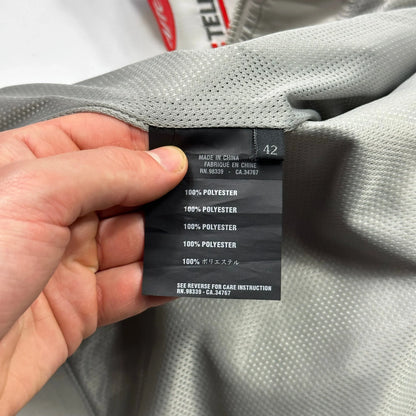 STELL
42
MADE IN CHINA
FABRIQUE EN CHINE
RN. 98339 - CA. 34767
100% POLYESTER
100% POLYESTER
100% POLYESTER
100% POLYESTER
100% ポリエステル
SEE REVERSE FOR CARE INSTRUCTION
RN. 98339 - CA. 34767